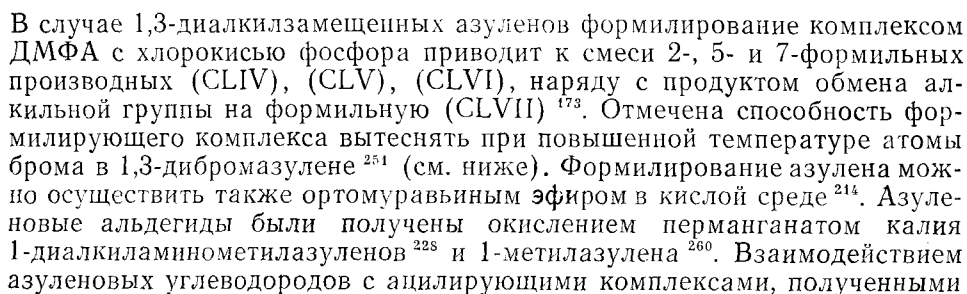 В случае 1,3-диалкилзамещенных азуленов формилирование комплексом
ДМФА с хлорокисью фосфора приводит к смеси 2-, 5- и 7-формильных
производных (CLIV), (CLV), (CLVI), наряду с продуктом обмена ал-
кильной группы на формильную (CLVII) ¹⁷³. Отмечена способность фор-
милирующего комплекса вытеснять при повышенной температуре атомы
брома в 1,3-дибромазулене ²⁵¹ (см. ниже). Формилирование азулена мож-
но осуществить также ортомуравьиным эфиром в кислой среде ²¹⁴. Азуле-
новые альдегиды были получены окислением перманганатом калия
1-диалкиламинометилазуленов ²²⁸ и 1-метилазулена ²⁶⁰. Взаимодействием
азуленовых углеводородов с ацилирующими комплексами, полученными